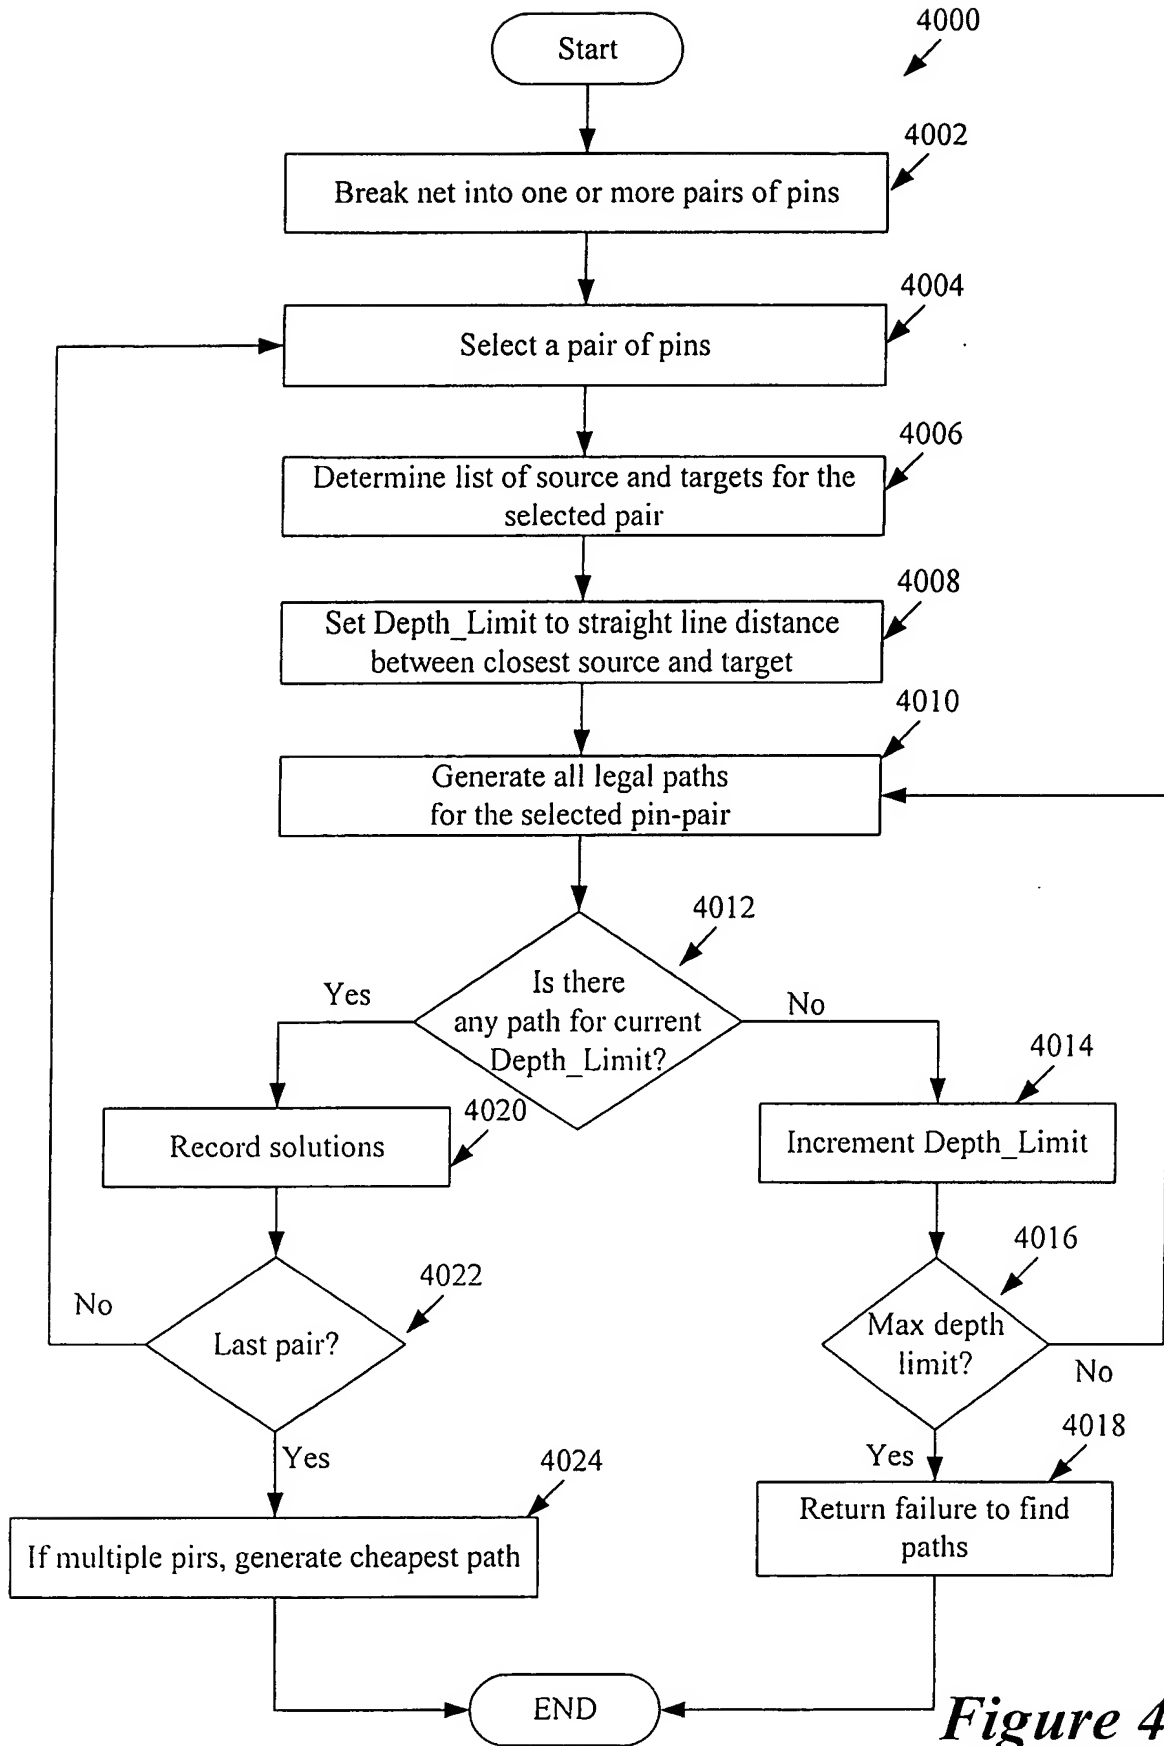 4000
Start
4002
Break net into one or more pairs of pins
4004
Select a pair of pins
4006
Determine list of source and targets for the
selected pair
4008
Set Depth_Limit to straight line distance
between closest source and target
4010
Generate all legal paths
for the selected pin-pair
4012
Is there
any path for current
Depth_Limit?
Yes
No
4014
Increment Depth_Limit
4020
Record solutions
4016
Max depth
limit?
No
4022
Last pair?
No
Yes
4024
If multiple pirs, generate cheapest path
Yes
4018
Return failure to find
paths
END
Figure 4